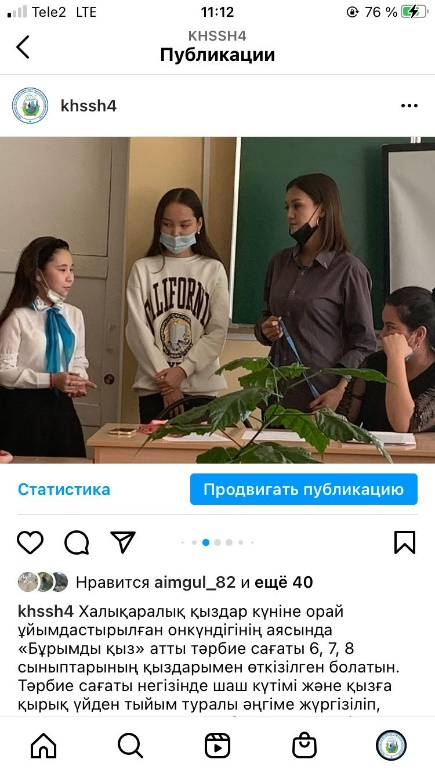 Tele2 LTE 11:12 76 %
KHSSH4
Публикации
khssh4
CALIFORNI
Статистика Продвигать публикацию
Нравится aimgul_82 и ещё 40
khssh4 Халықаралық қыздар күніне орай
ұйымдастырылған онкүндігінің аясында
«Бұрымды қыз» атты тәрбие сағаты 6, 7, 8
сыныптарының қыздарымен өткізілген болатын.
Тәрбие сағаты негізінде шаш күтімі және қызға
қырық үйден тыйым туралы әңгіме жүргізіліп,